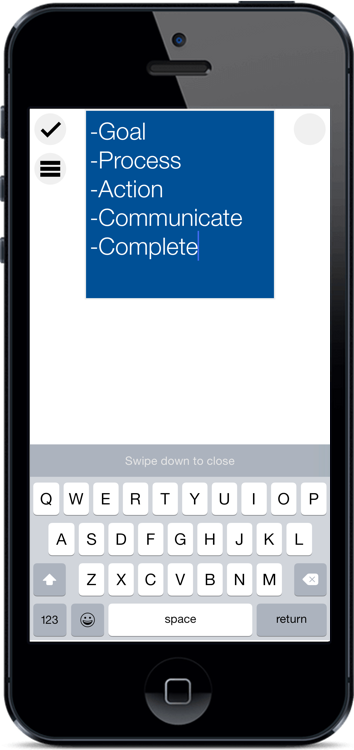 -Goal
-Process
-Action
-Communicate
-Complete
Swipe down to close
Q W E R T Y U I O P
A S D F G H J K L
Z X C V B N M
123 space return